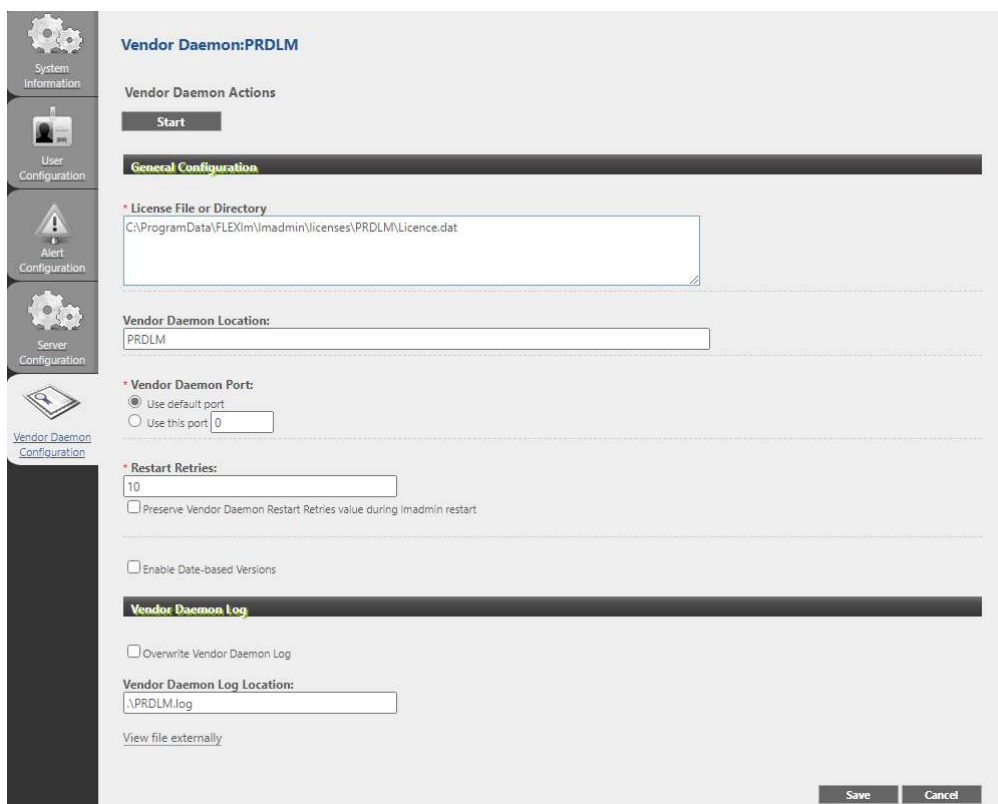 System
Information
User
Configuration
Alert
Configuration
Server
Configuration
Vendor Daemon
Configuration
Vendor Daemon:PRDLM
Vendor Daemon Actions
Start
General Configuration
* License File or Directory
C:\ProgramData\FLEXlm\lmadmin\licenses\PRDLM\Licence.dat
Vendor Daemon Location:
PRDLM
* Vendor Daemon Port:
Use default port
Use this port 0
* Restart Retries:
10
Preserve Vendor Daemon Restart Retries value during lmadmin restart
Enable Date-based Versions
Vendor Daemon Log
Overwrite Vendor Daemon Log
Vendor Daemon Log Location:
.\PRDLM.log
View file externally
Save Cancel